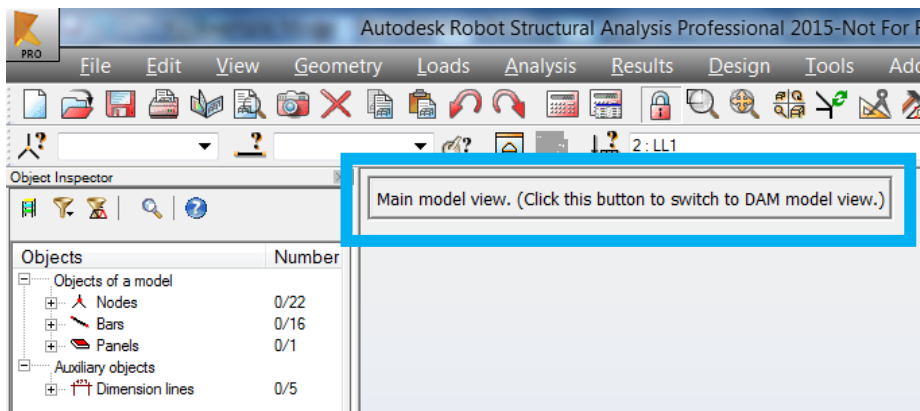 Autodesk Robot Structural Analysis Professional 2015-Not For
PRO
File Edit View Geometry Loads Analysis Results Design Tools
2 : LL1
Object Inspector
Main model view. (Click this button to switch to DAM model view.)
Objects Number
Objects of a model
Nodes 0/22
Bars 0/16
Panels 0/1
Auxiliary objects
Dimension lines 0/5